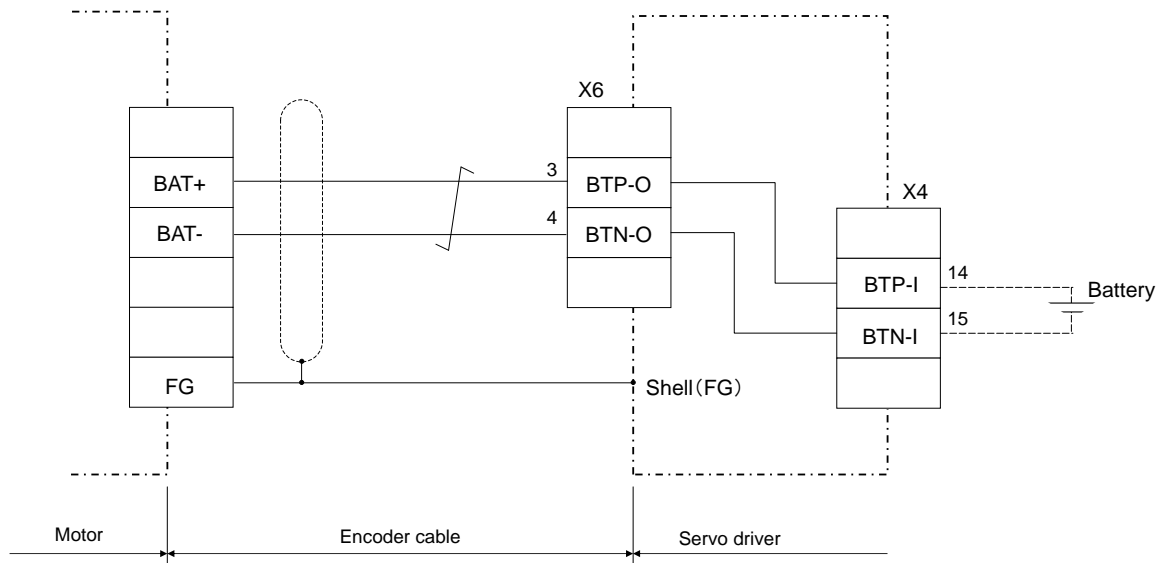 X6
BAT+
3
BTP-O
X4
BAT-
4
BTN-O
BTP-I
14
Battery
BTN-I
15
FG
Shell（FG）
Motor
Encoder cable
Servo driver